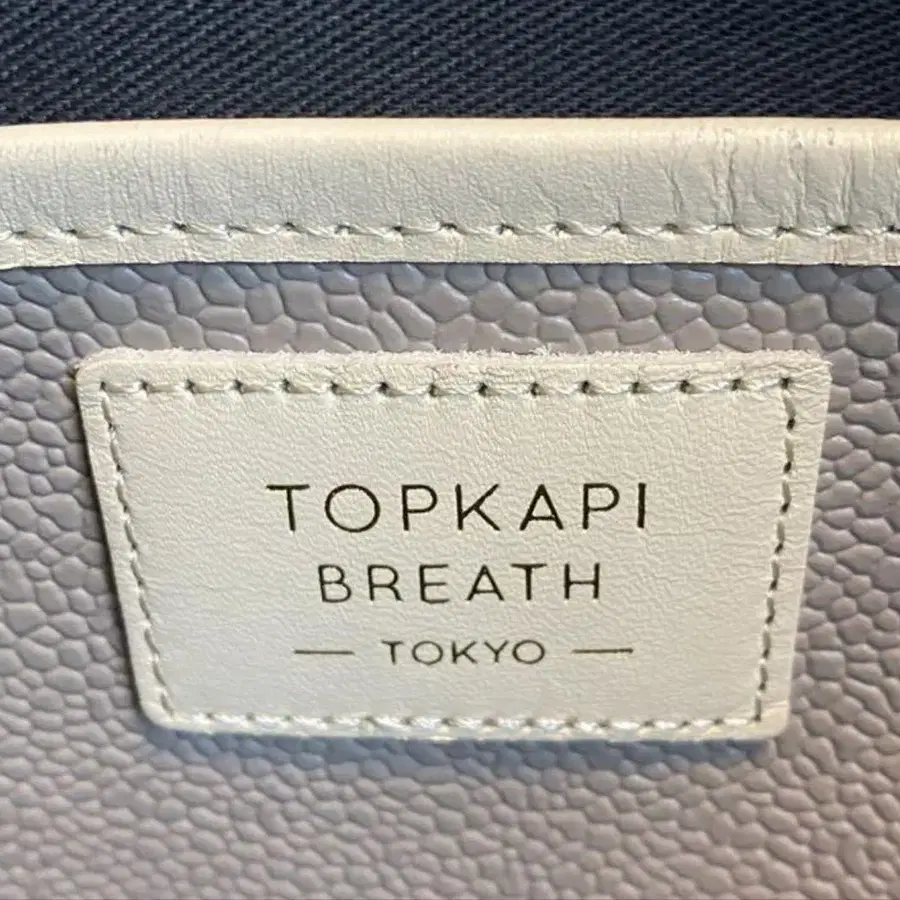 TOPKAPI
BREATH
— TOKYO —